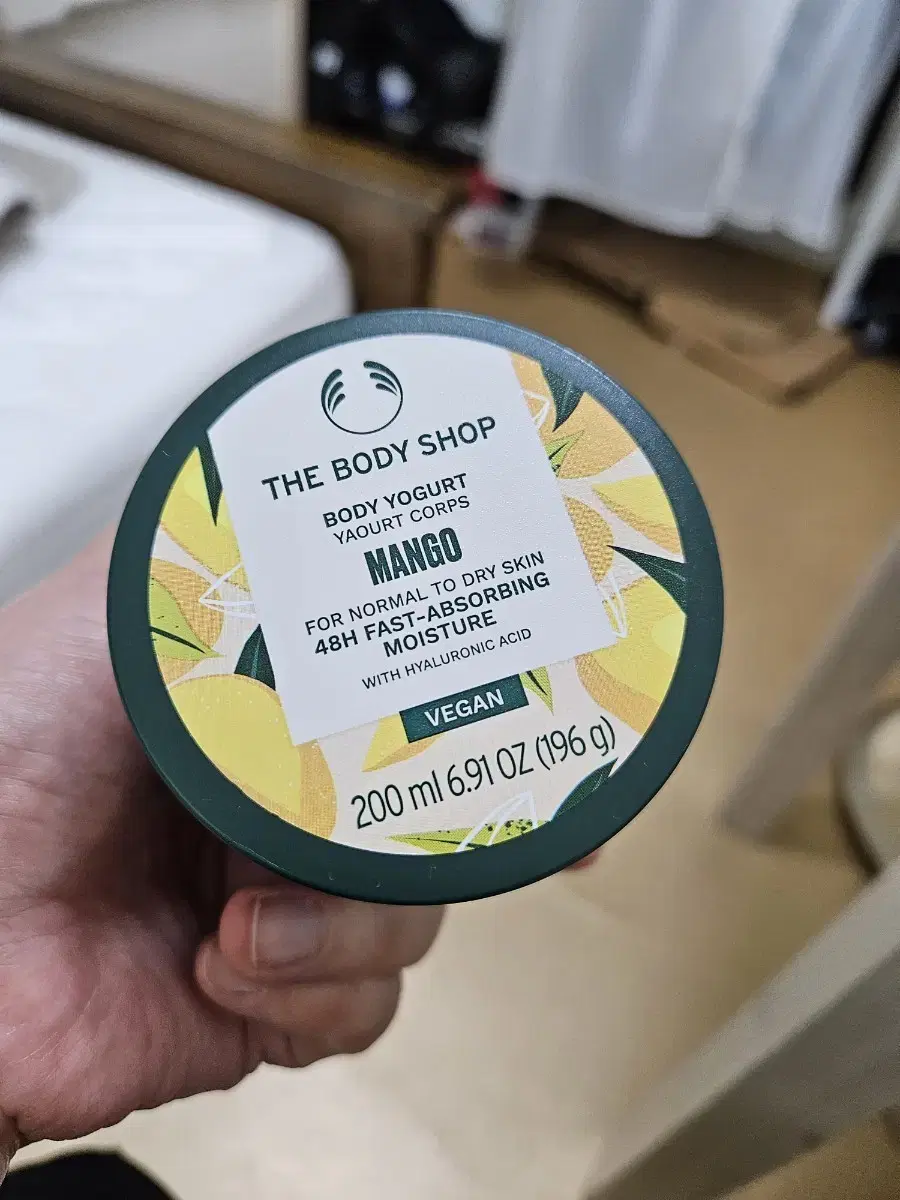 THE BODY SHOP
BODY YOGURT
YAOURT CORPS
MANGO
FOR NORMAL TO DRY SKIN
48H FAST-ABSORBING
MOISTURE
WITH HYALURONIC ACID
VEGAN
200 ml 6.91 OZ (196 g)